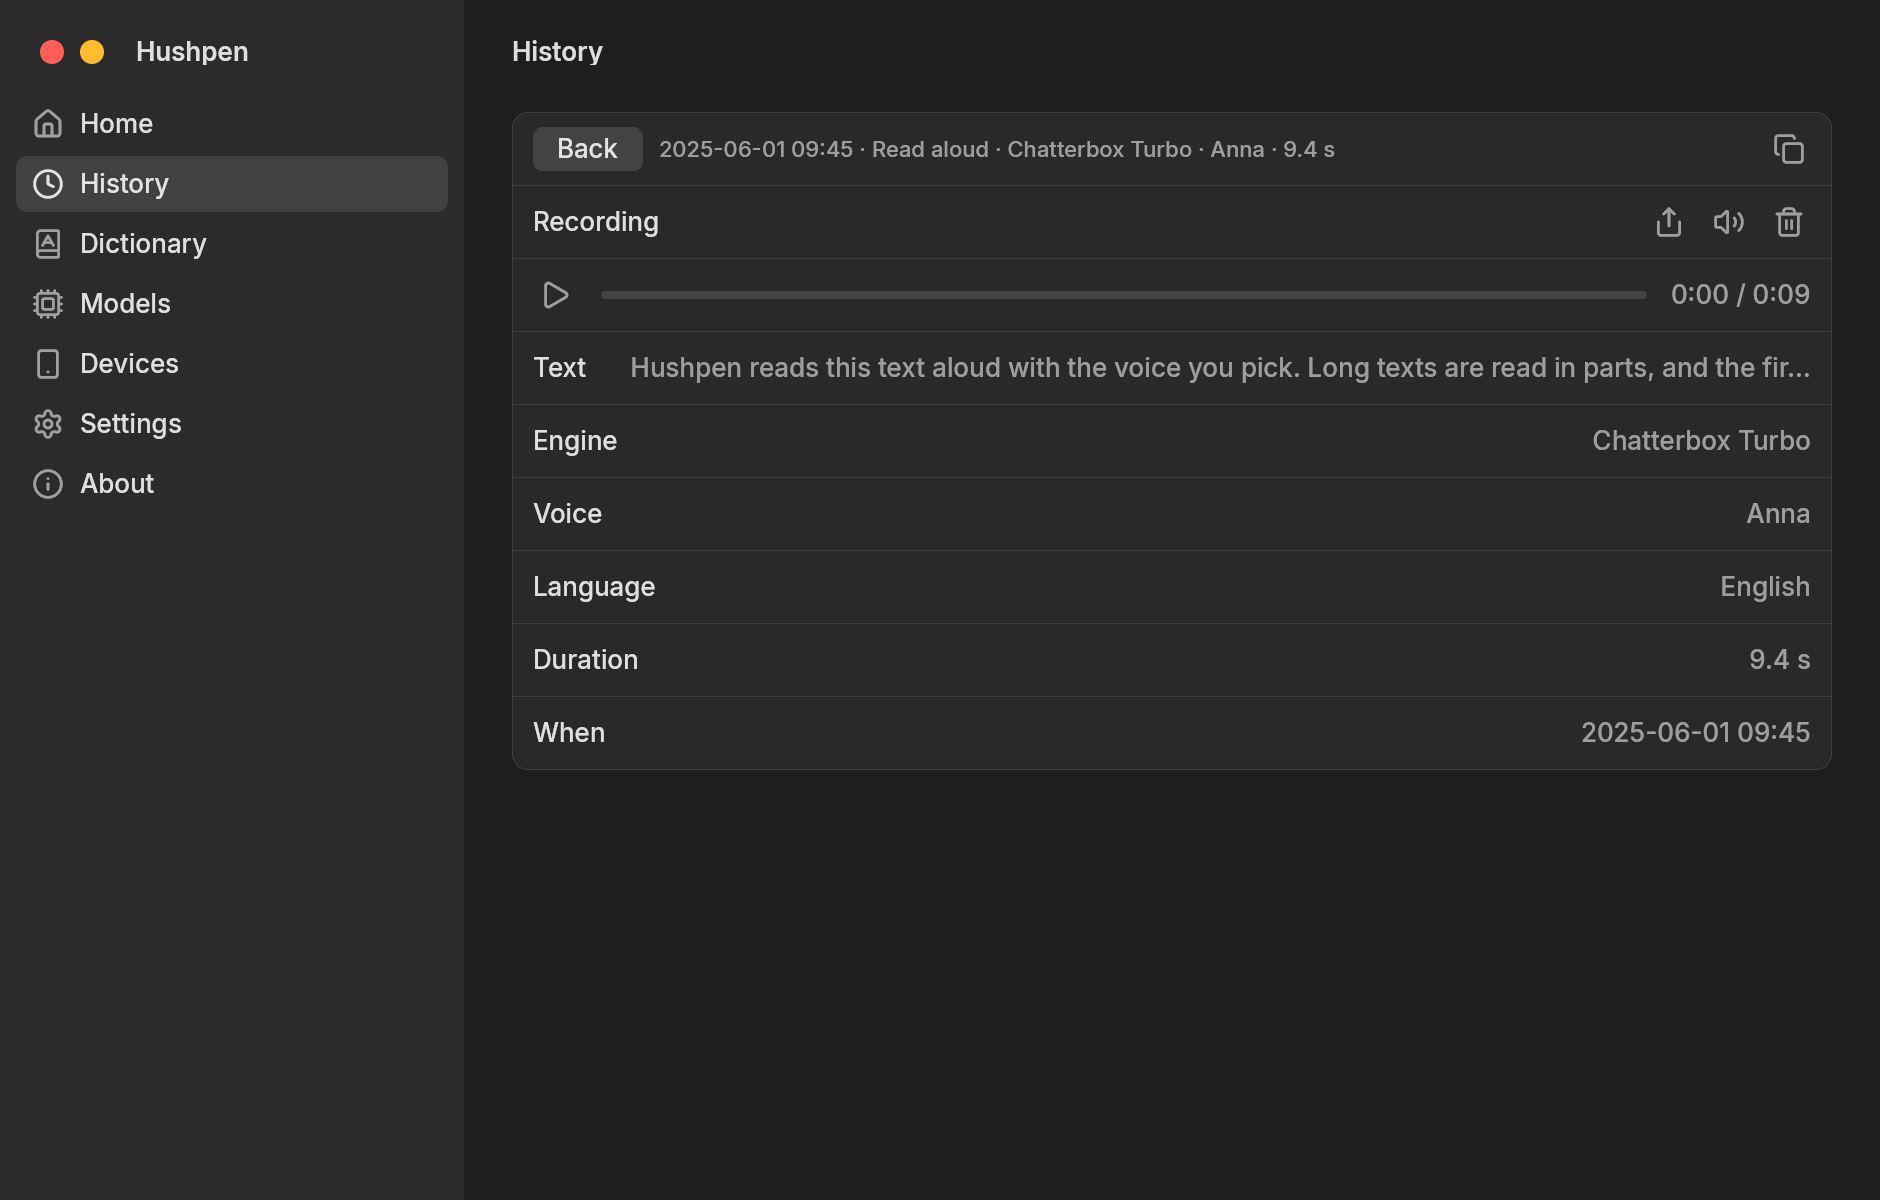 Hushpen
Home
History
Dictionary
Models
Devices
Settings
About
History
Back 2025-06-01 09:45 · Read aloud · Chatterbox Turbo · Anna · 9.4 s
Recording
0:00 / 0:09
Text Hushpen reads this text aloud with the voice you pick. Long texts are read in parts, and the fir...
Engine Chatterbox Turbo
Voice Anna
Language English
Duration 9.4 s
When 2025-06-01 09:45